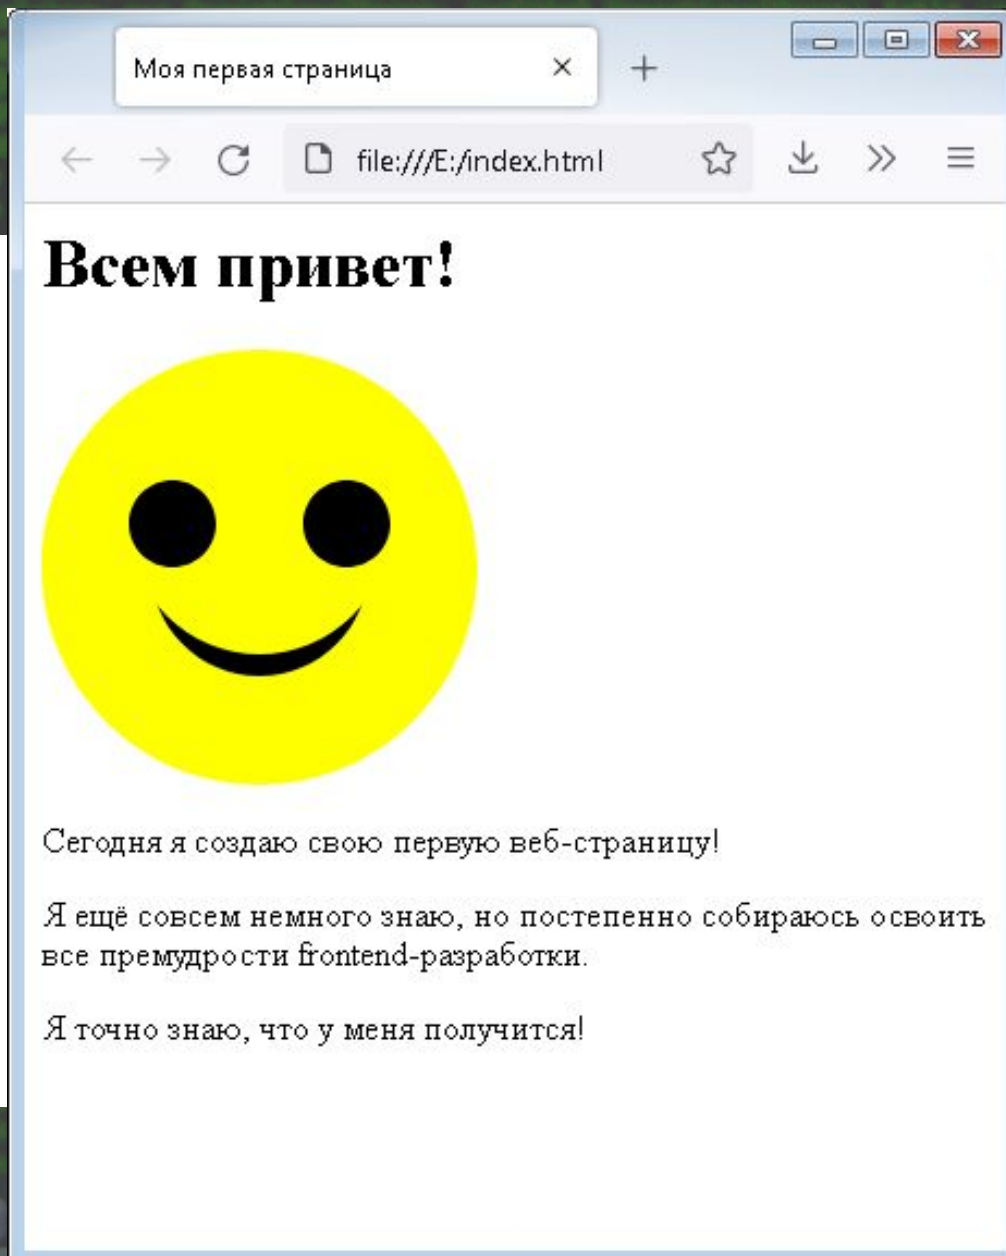 Моя первая страница
file:///E:/index.html
Всем привет!
Сегодня я создаю свою первую веб-страницу!
Я ещё совсем немного знаю, но постепенно собираюсь освоить
все премудрости frontend-разработки.
Я точно знаю, что у меня получится!